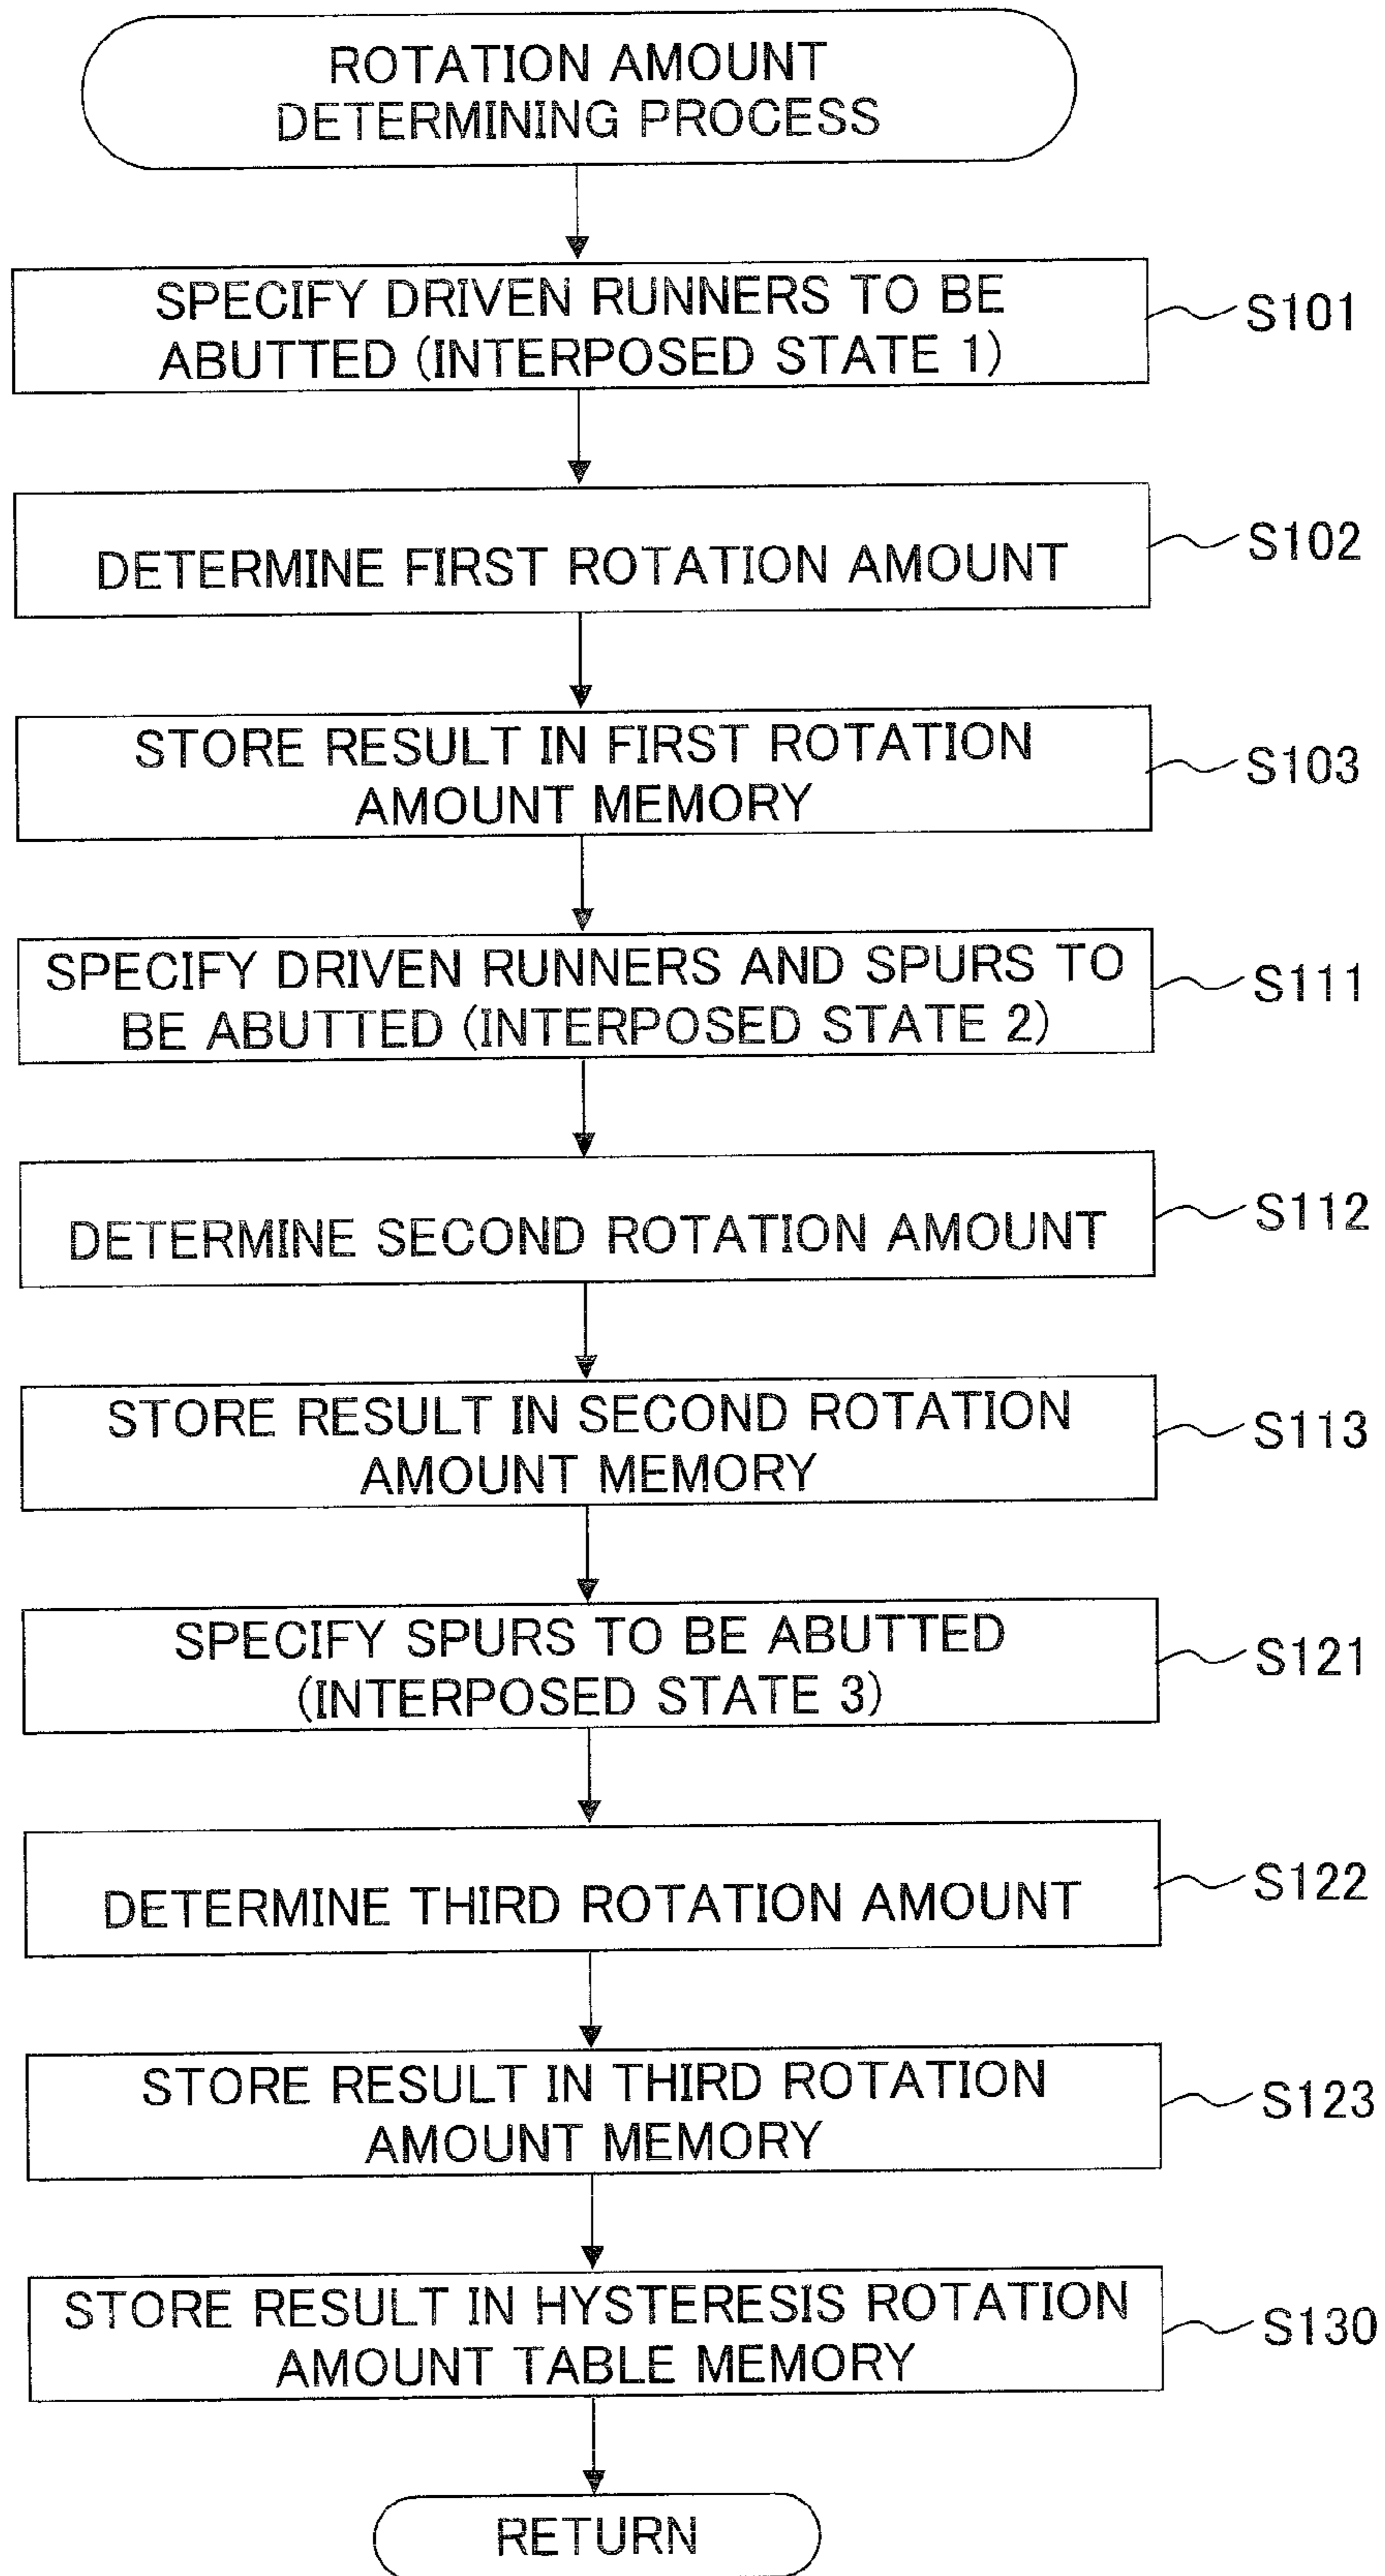 ROTATION AMOUNT
DETERMINING PROCESS
SPECIFY DRIVEN RUNNERS TO BE
ABUTTED (INTERPOSED STATE 1)
S101
DETERMINE FIRST ROTATION AMOUNT
S102
STORE RESULT IN FIRST ROTATION
AMOUNT MEMORY
S103
SPECIFY DRIVEN RUNNERS AND SPURS TO
BE ABUTTED (INTERPOSED STATE 2)
S111
DETERMINE SECOND ROTATION AMOUNT
S112
STORE RESULT IN SECOND ROTATION
AMOUNT MEMORY
S113
SPECIFY SPURS TO BE ABUTTED
(INTERPOSED STATE 3)
S121
DETERMINE THIRD ROTATION AMOUNT
S122
STORE RESULT IN THIRD ROTATION
AMOUNT MEMORY
S123
STORE RESULT IN HYSTERESIS ROTATION
AMOUNT TABLE MEMORY
S130
RETURN